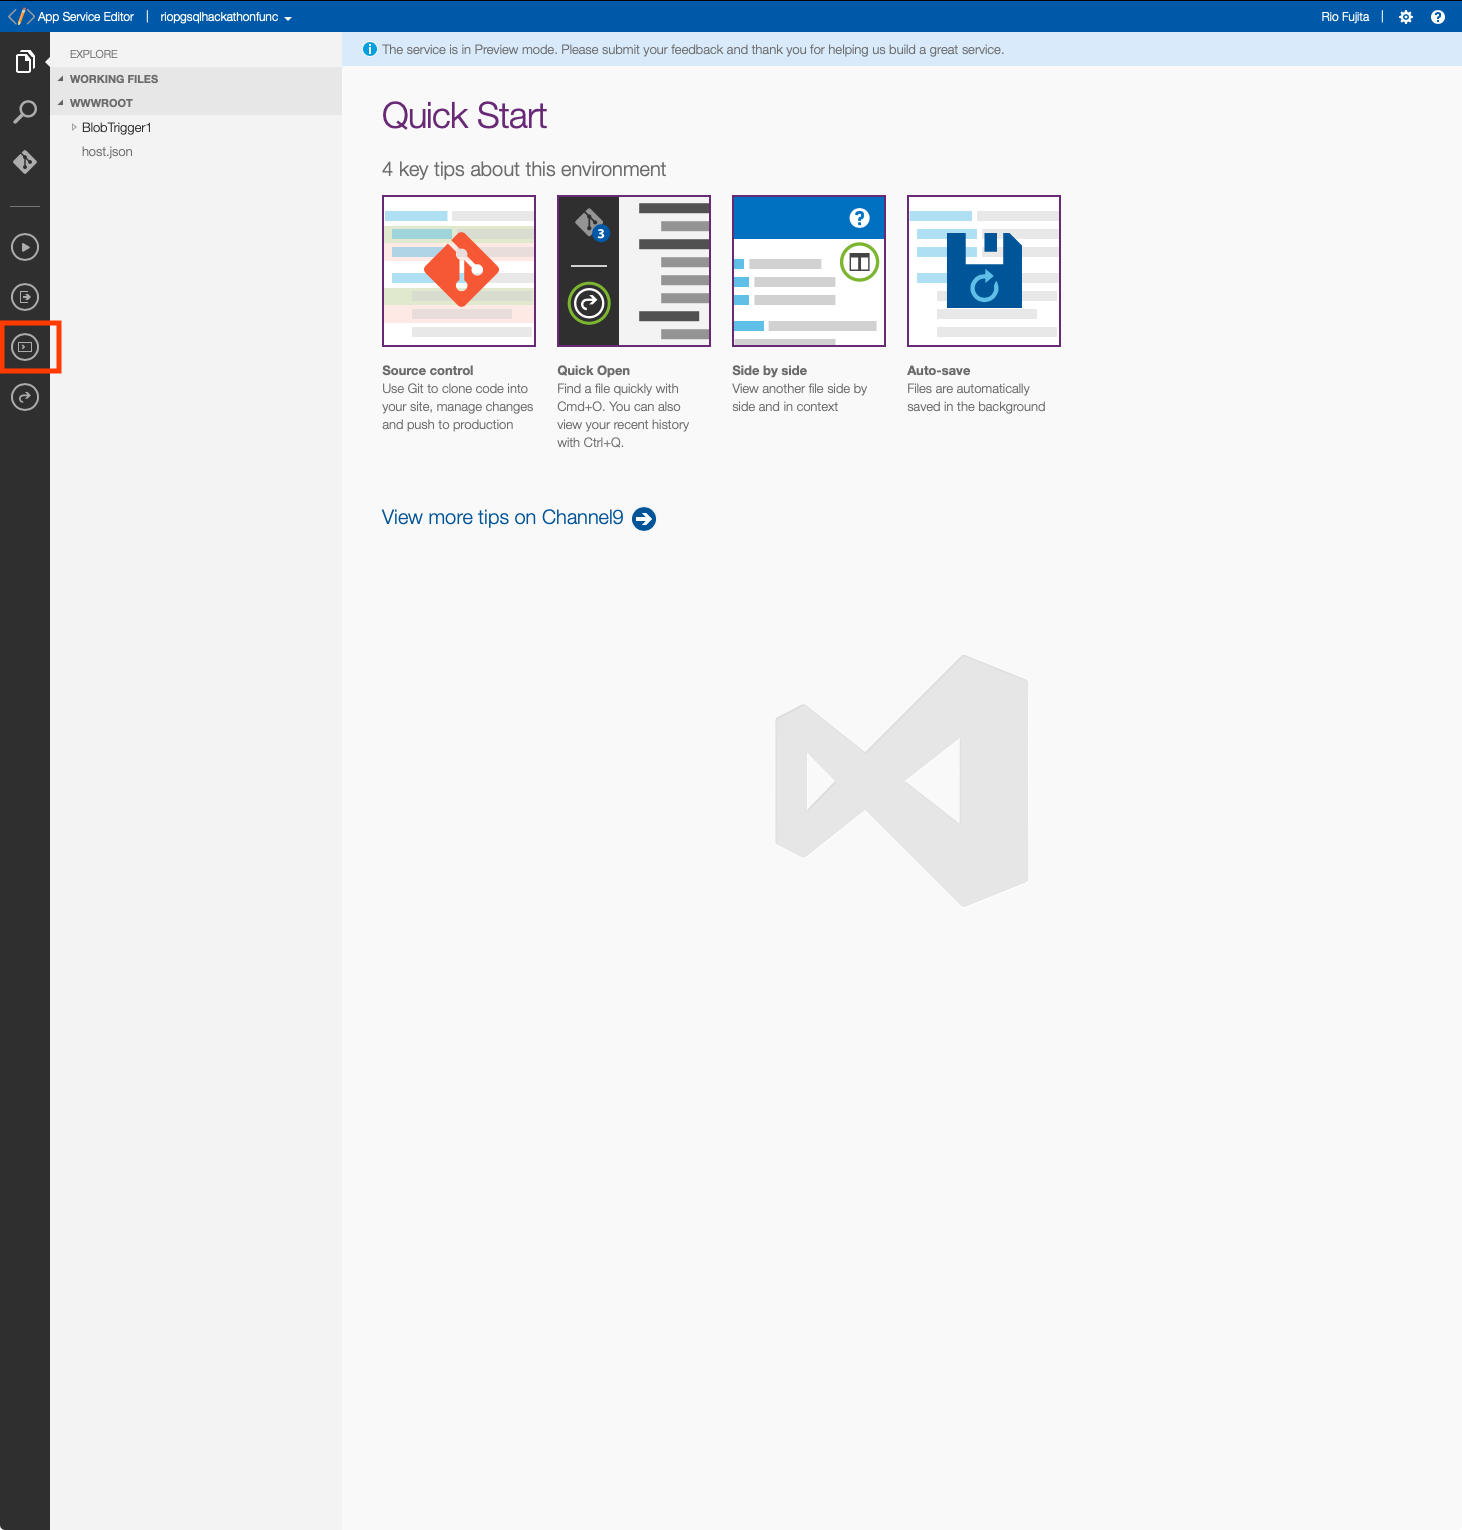 App Service Editor | riopgsqlhackathonfunc
Rio Fujita |
EXPLORE
WORKING FILES
WWWROOT
BlobTrigger1
host.json
The service is in Preview mode. Please submit your feedback and thank you for helping us build a great service.
Quick Start
4 key tips about this environment
3
Source control
Use Git to clone code into
your site, manage changes
and push to production
Quick Open
Find a file quickly with
Cmd+O. You can also
view your recent history
with Ctrl+Q.
Side by side
View another file side by
side and in context
Auto-save
Files are automatically
saved in the background
View more tips on Channel9